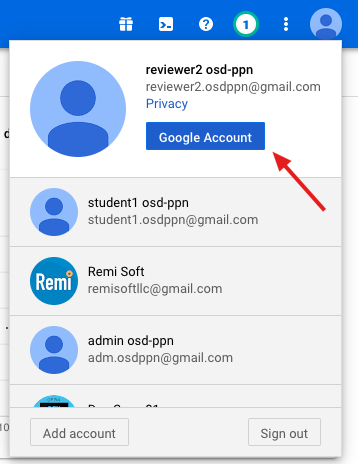 1
reviewer2 osd-ppn
reviewer2.osdppn@gmail.com
Privacy
Google Account
student1 osd-ppn
student1.osdppn@gmail.com
Remi
Remi Soft
remisoftllc@gmail.com
admin osd-ppn
adm.osdppn@gmail.com
Add account
Sign out